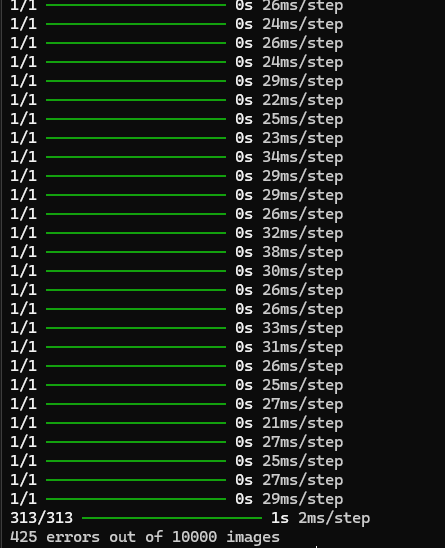 1/1 ━━━━━━━━━━━━━━━━━━━━ 0s 26ms/step
1/1 ━━━━━━━━━━━━━━━━━━━━ 0s 24ms/step
1/1 ━━━━━━━━━━━━━━━━━━━━ 0s 26ms/step
1/1 ━━━━━━━━━━━━━━━━━━━━ 0s 24ms/step
1/1 ━━━━━━━━━━━━━━━━━━━━ 0s 29ms/step
1/1 ━━━━━━━━━━━━━━━━━━━━ 0s 22ms/step
1/1 ━━━━━━━━━━━━━━━━━━━━ 0s 25ms/step
1/1 ━━━━━━━━━━━━━━━━━━━━ 0s 23ms/step
1/1 ━━━━━━━━━━━━━━━━━━━━ 0s 34ms/step
1/1 ━━━━━━━━━━━━━━━━━━━━ 0s 29ms/step
1/1 ━━━━━━━━━━━━━━━━━━━━ 0s 29ms/step
1/1 ━━━━━━━━━━━━━━━━━━━━ 0s 26ms/step
1/1 ━━━━━━━━━━━━━━━━━━━━ 0s 32ms/step
1/1 ━━━━━━━━━━━━━━━━━━━━ 0s 38ms/step
1/1 ━━━━━━━━━━━━━━━━━━━━ 0s 30ms/step
1/1 ━━━━━━━━━━━━━━━━━━━━ 0s 26ms/step
1/1 ━━━━━━━━━━━━━━━━━━━━ 0s 26ms/step
1/1 ━━━━━━━━━━━━━━━━━━━━ 0s 33ms/step
1/1 ━━━━━━━━━━━━━━━━━━━━ 0s 31ms/step
1/1 ━━━━━━━━━━━━━━━━━━━━ 0s 26ms/step
1/1 ━━━━━━━━━━━━━━━━━━━━ 0s 25ms/step
1/1 ━━━━━━━━━━━━━━━━━━━━ 0s 27ms/step
1/1 ━━━━━━━━━━━━━━━━━━━━ 0s 21ms/step
1/1 ━━━━━━━━━━━━━━━━━━━━ 0s 27ms/step
1/1 ━━━━━━━━━━━━━━━━━━━━ 0s 25ms/step
1/1 ━━━━━━━━━━━━━━━━━━━━ 0s 27ms/step
1/1 ━━━━━━━━━━━━━━━━━━━━ 0s 29ms/step
313/313 ━━━━━━━━━━━━━━━━━━━━ 1s 2ms/step
425 errors out of 10000 images